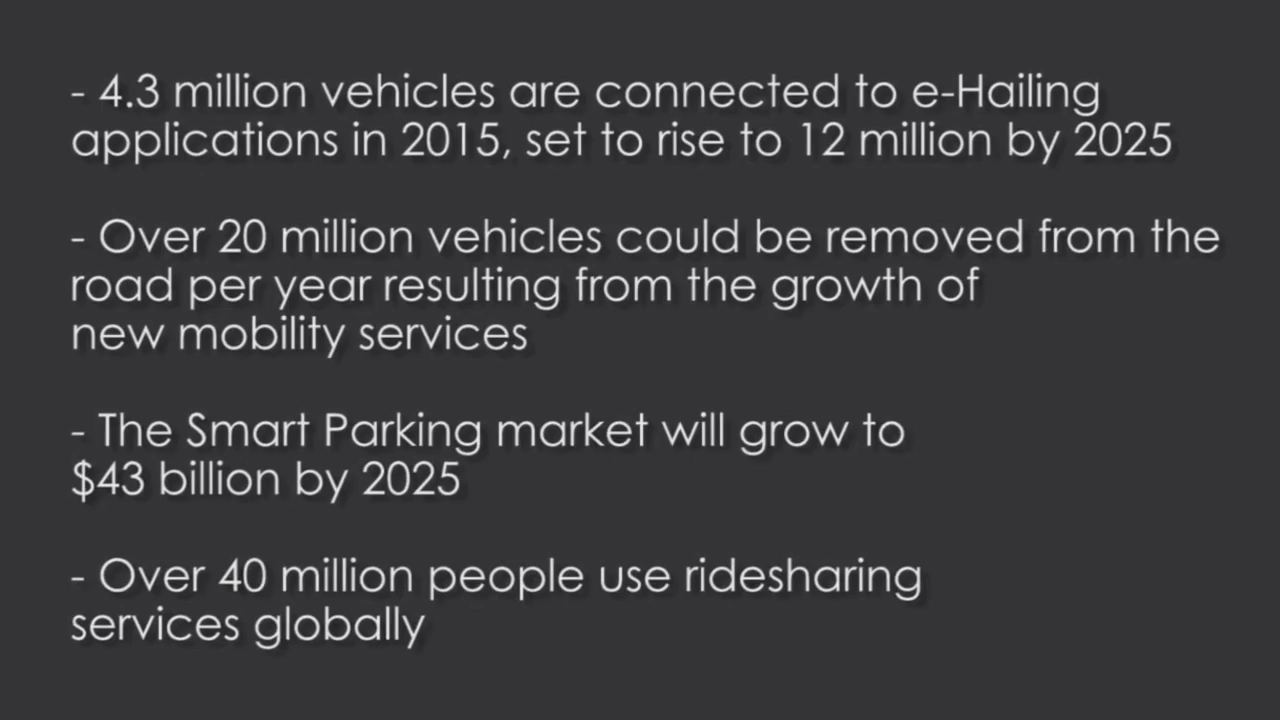 - 4.3 million vehicles are connected to e-Hailing
applications in 2015, set to rise to 12 million by 2025
- Over 20 million vehicles could be removed from the
road per year resulting from the growth of
new mobility services
- The Smart Parking market will grow to
$43 billion by 2025
- Over 40 million people use ridesharing
services globally